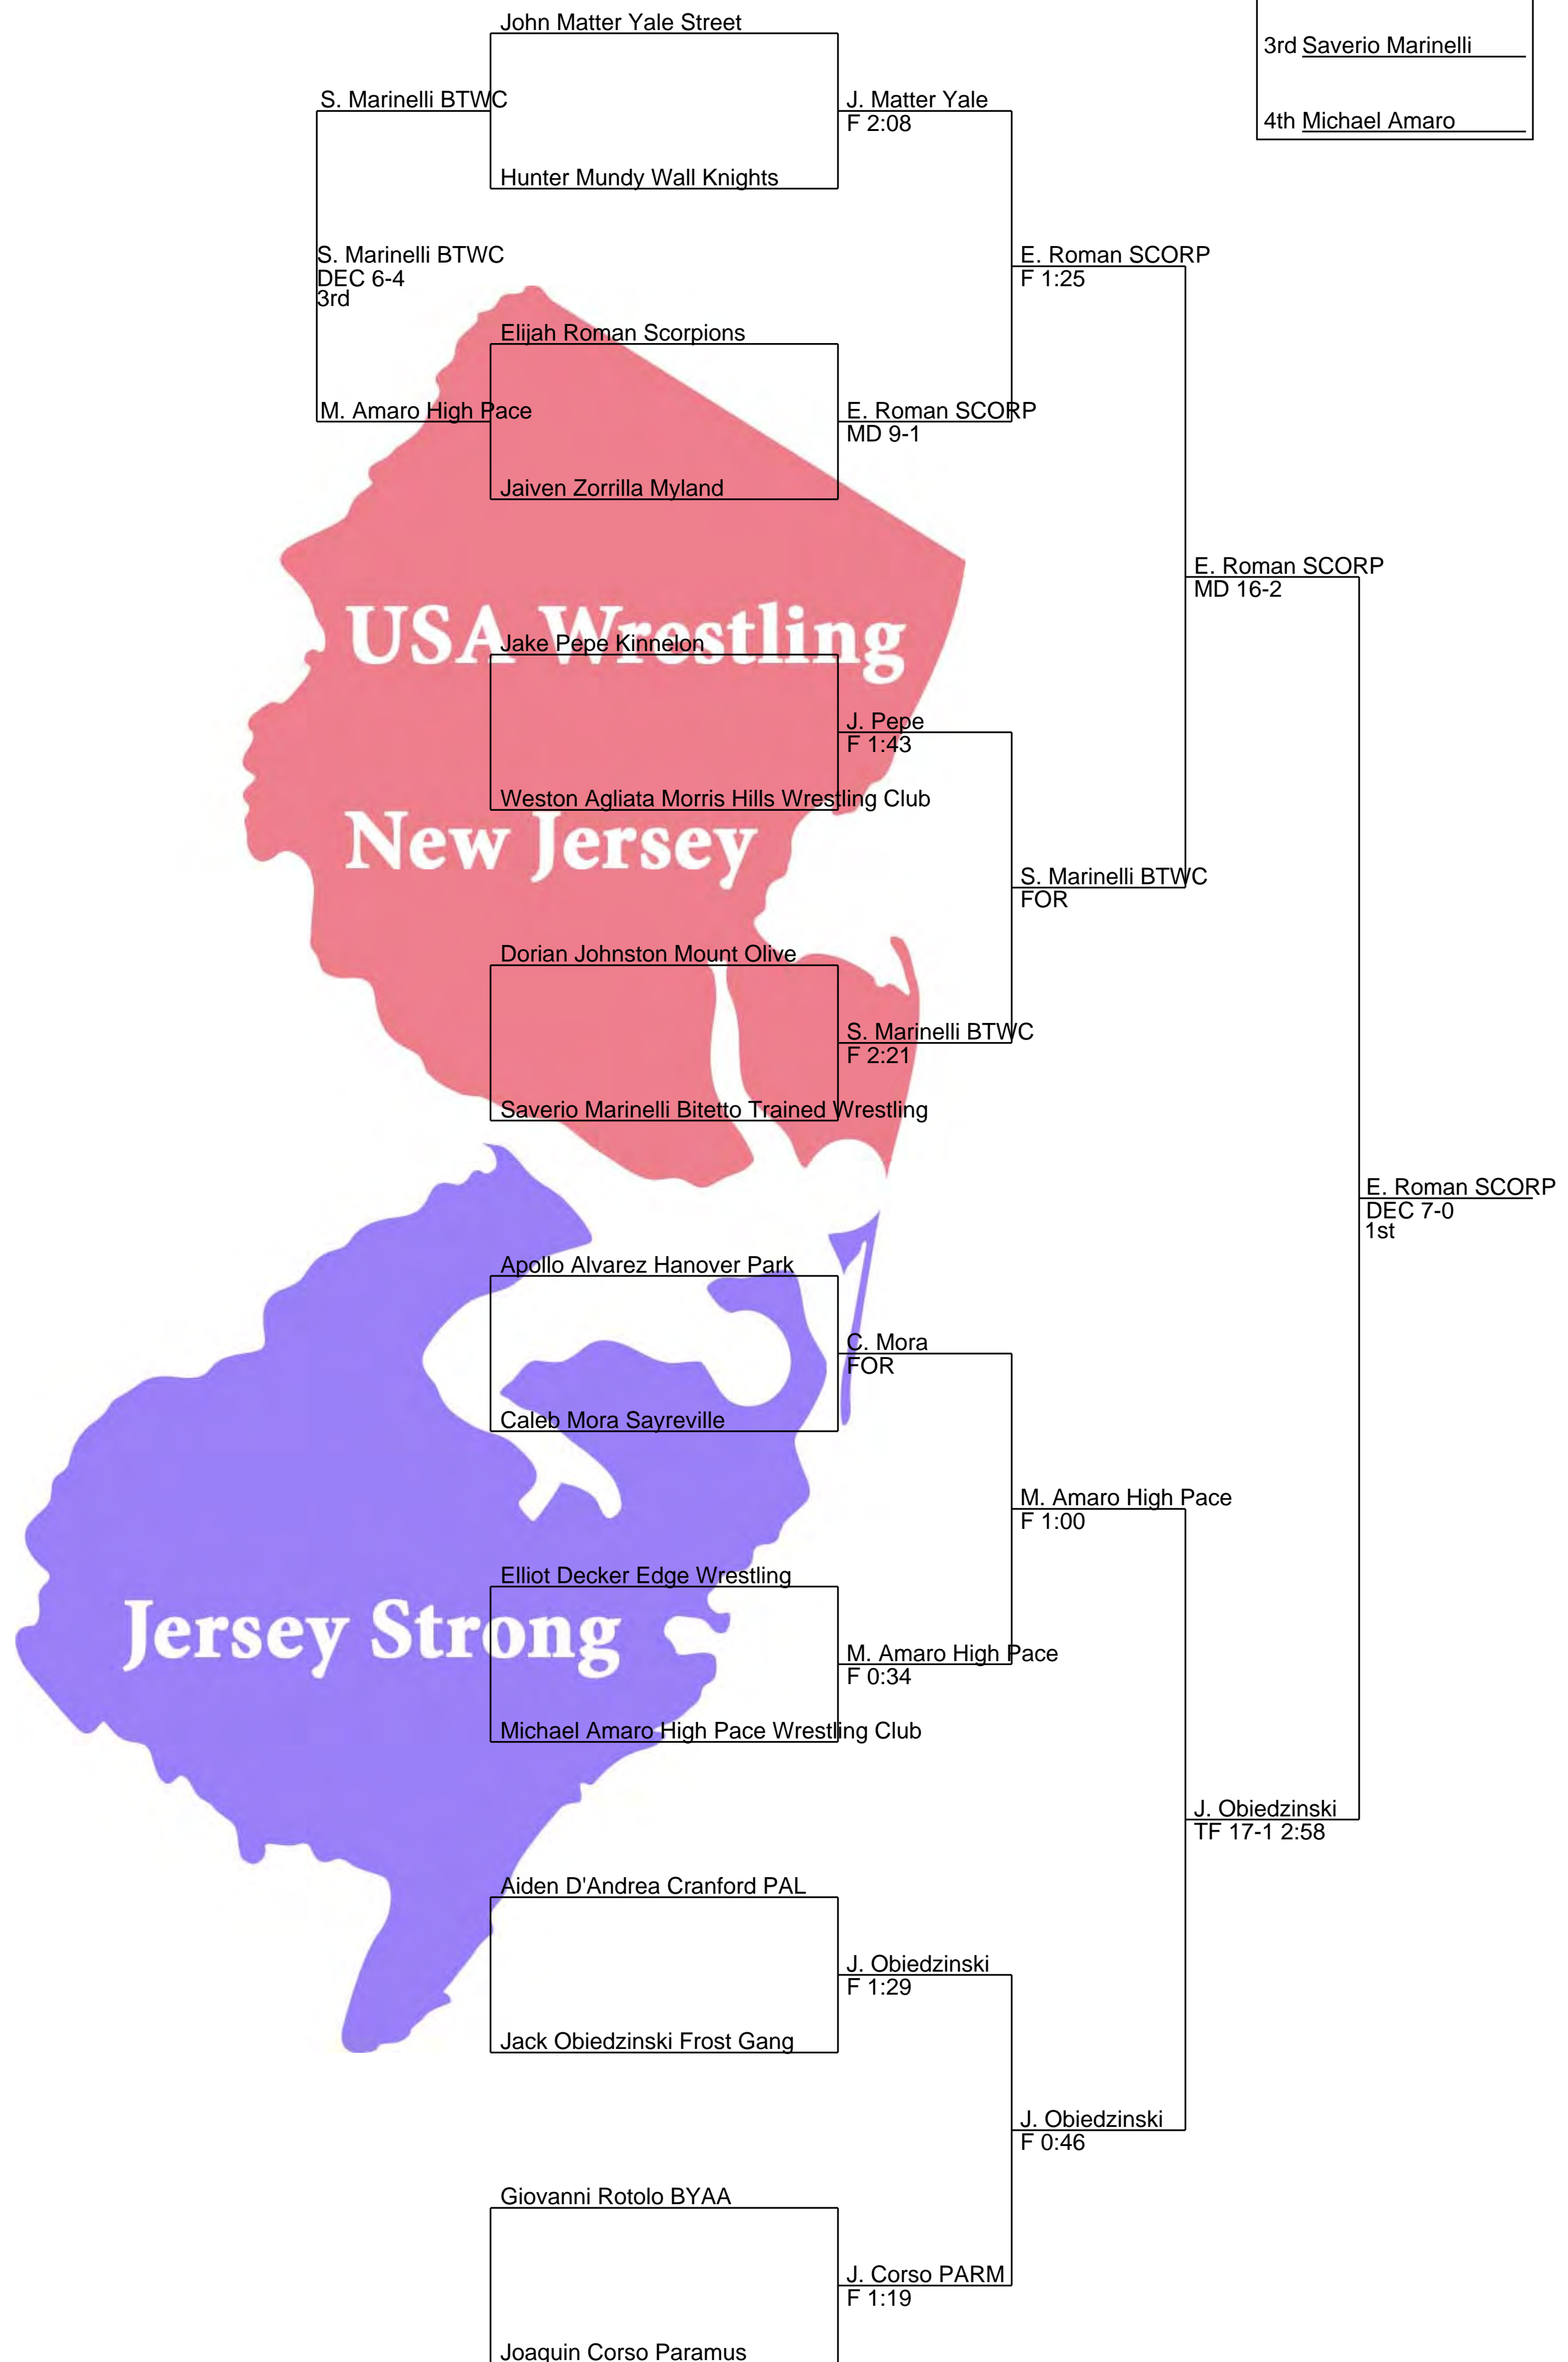 John Matter Yale Street
3rd Saverio Marinelli
S. Marinelli BTWC
J. Matter Yale
F 2:08
4th Michael Amaro
Hunter Mundy Wall Knights
S. Marinelli BTWC
DEC 6-4
3rd
E. Roman SCORP
F 1:25
Elijah Roman Scorpions
M. Amaro High Pace
E. Roman SCORP
MD 9-1
Jaiven Zorrilla Myland
E. Roman SCORP
MD 16-2
USA Wrestling
Jake Pepe Kinnelon
J. Pepe
F 1:43
Weston Agliata Morris Hills Wrestling Club
New Jersey
S. Marinelli BTWC
FOR
Dorian Johnston Mount Olive
S. Marinelli BTWC
F 2:21
Saverio Marinelli Bitetto Trained Wrestling
E. Roman SCORP
DEC 7-0
1st
Apollo Alvarez Hanover Park
C. Mora
FOR
Caleb Mora Sayreville
M. Amaro High Pace
F 1:00
Elliot Decker Edge Wrestling
Jersey Strong
M. Amaro High Pace
F 0:34
Michael Amaro High Pace Wrestling Club
J. Obiedzinski
TF 17-1 2:58
Aiden D'Andrea Cranford PAL
J. Obiedzinski
F 1:29
Jack Obiedzinski Frost Gang
J. Obiedzinski
F 0:46
Giovanni Rotolo BYAA
J. Corso PARM
F 1:19
Joaquin Corso Paramus